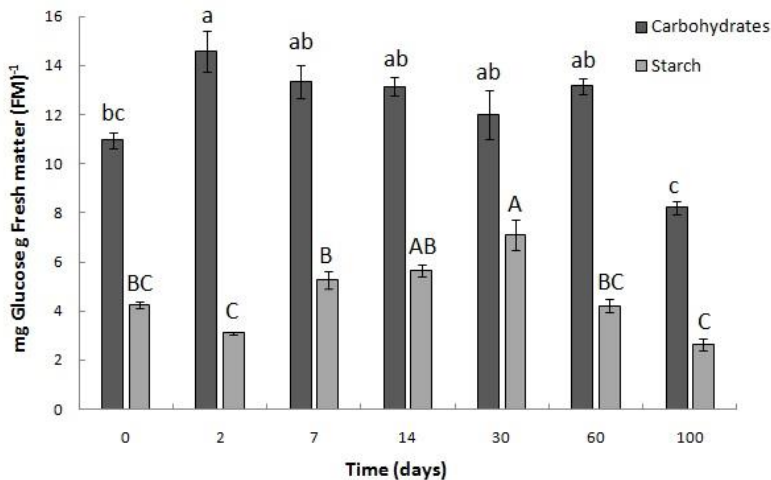 mg Glucose g Fresh matter (FM)-1
16
14
12
10
8
6
4
2
0
bc
BC
a
C
ab
B
ab
AB
ab
A
ab
BC
c
C
Carbohydrates
Starch
0 2 7 14 30 60 100
Time (days)